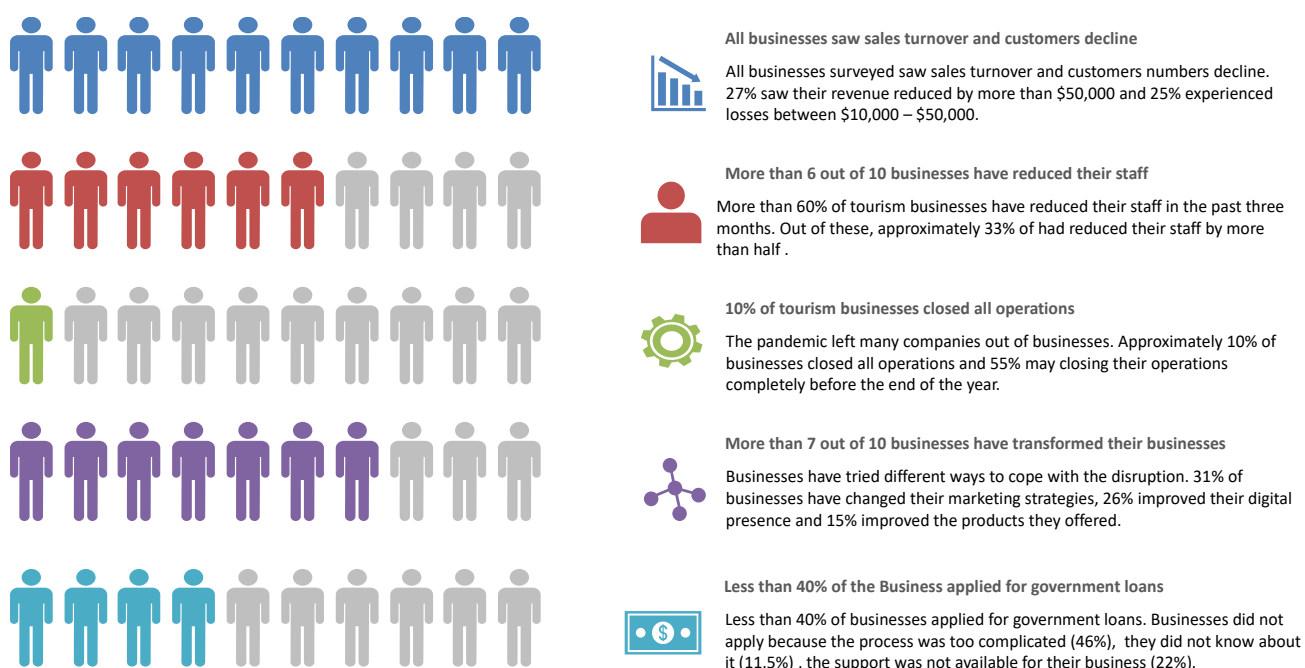 All businesses saw sales turnover and customers decline
All businesses surveyed saw sales turnover and customers numbers decline.
27% saw their revenue reduced by more than $50,000 and 25% experienced
losses between $10,000 – $50,000.
More than 6 out of 10 businesses have reduced their staff
More than 60% of tourism businesses have reduced their staff in the past three
months. Out of these, approximately 33% of had reduced their staff by more
than half .
10% of tourism businesses closed all operations
The pandemic left many companies out of businesses. Approximately 10% of
businesses closed all operations and 55% may closing their operations
completely before the end of the year.
More than 7 out of 10 businesses have transformed their businesses
Businesses have tried different ways to cope with the disruption. 31% of
businesses have changed their marketing strategies, 26% improved their digital
presence and 15% improved the products they offered.
Less than 40% of the Business applied for government loans
$
Less than 40% of businesses applied for government loans. Businesses did not
apply because the process was too complicated (46%), they did not know about
it (11.5%) , the support was not available for their business (22%).